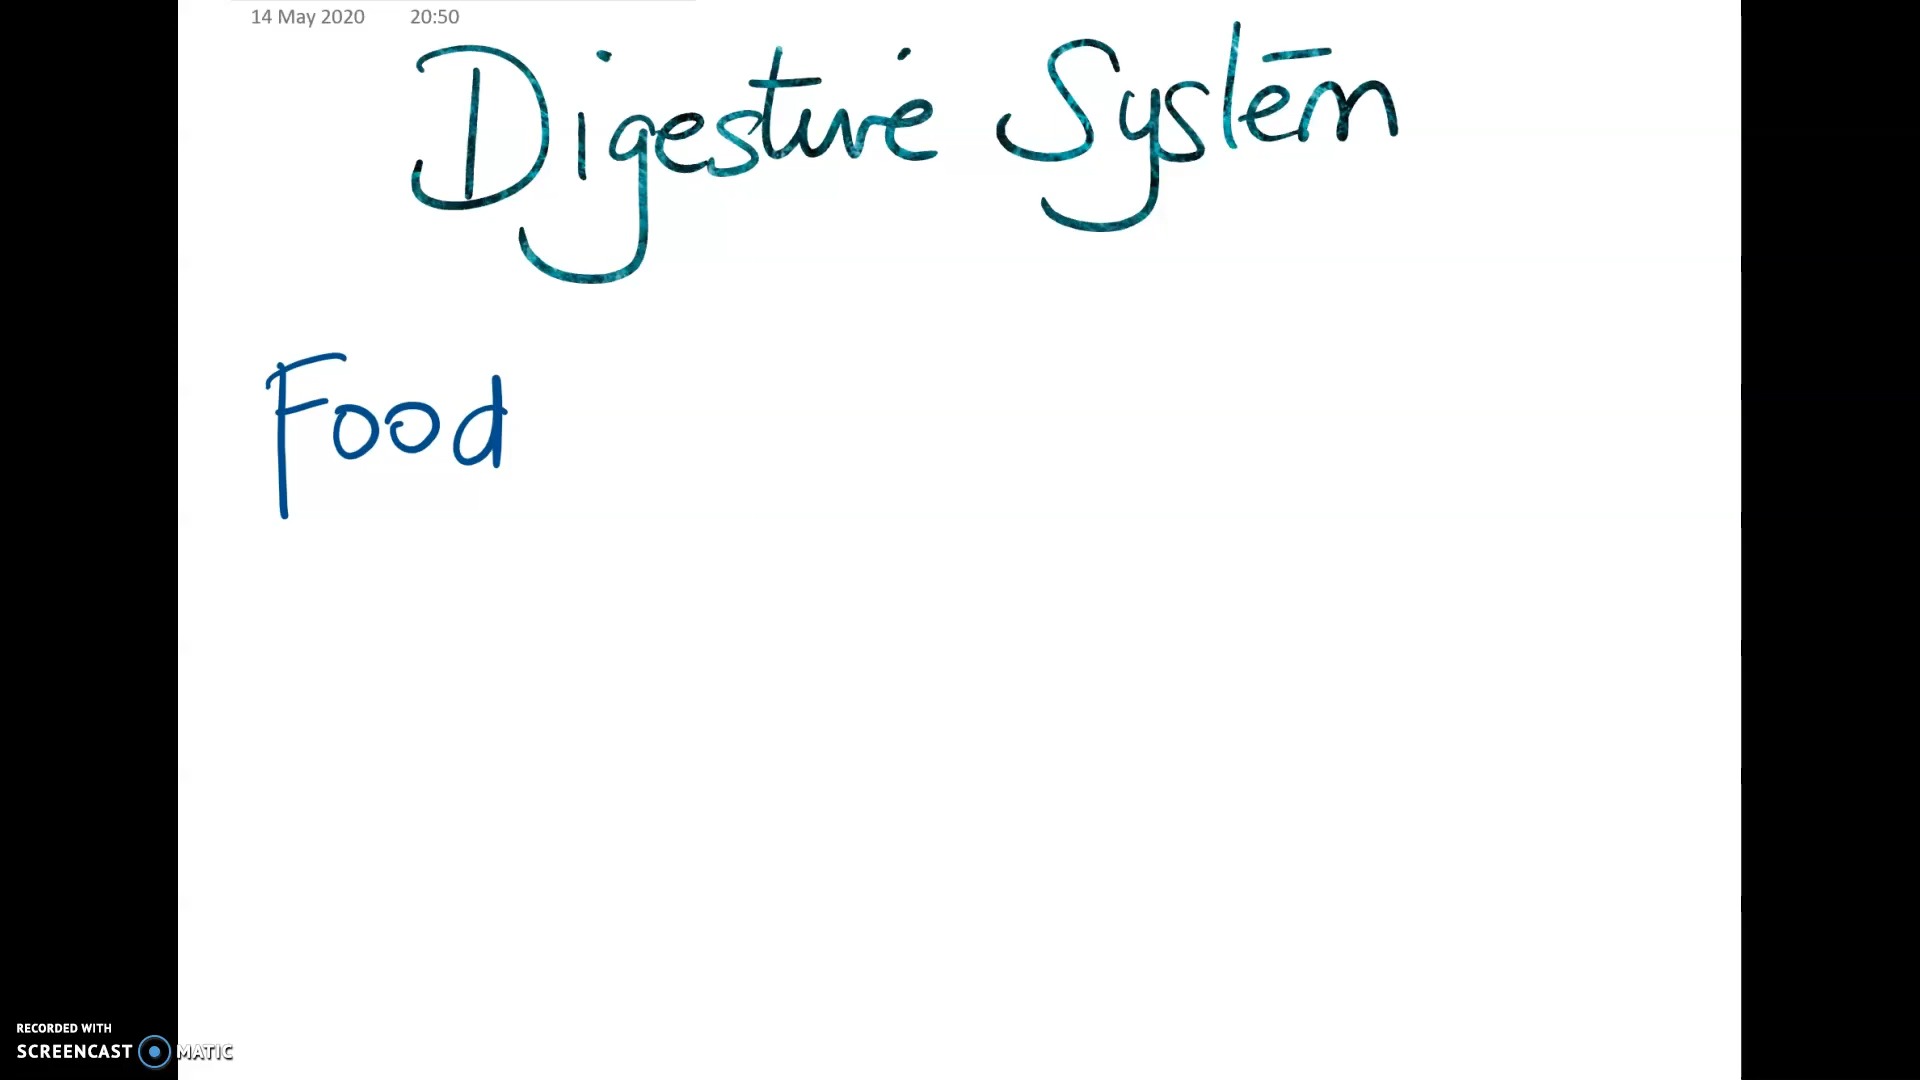 14 May 2020 20:50
Digestive System
Food
RECORDED WITH
SCREENCAST MATIC